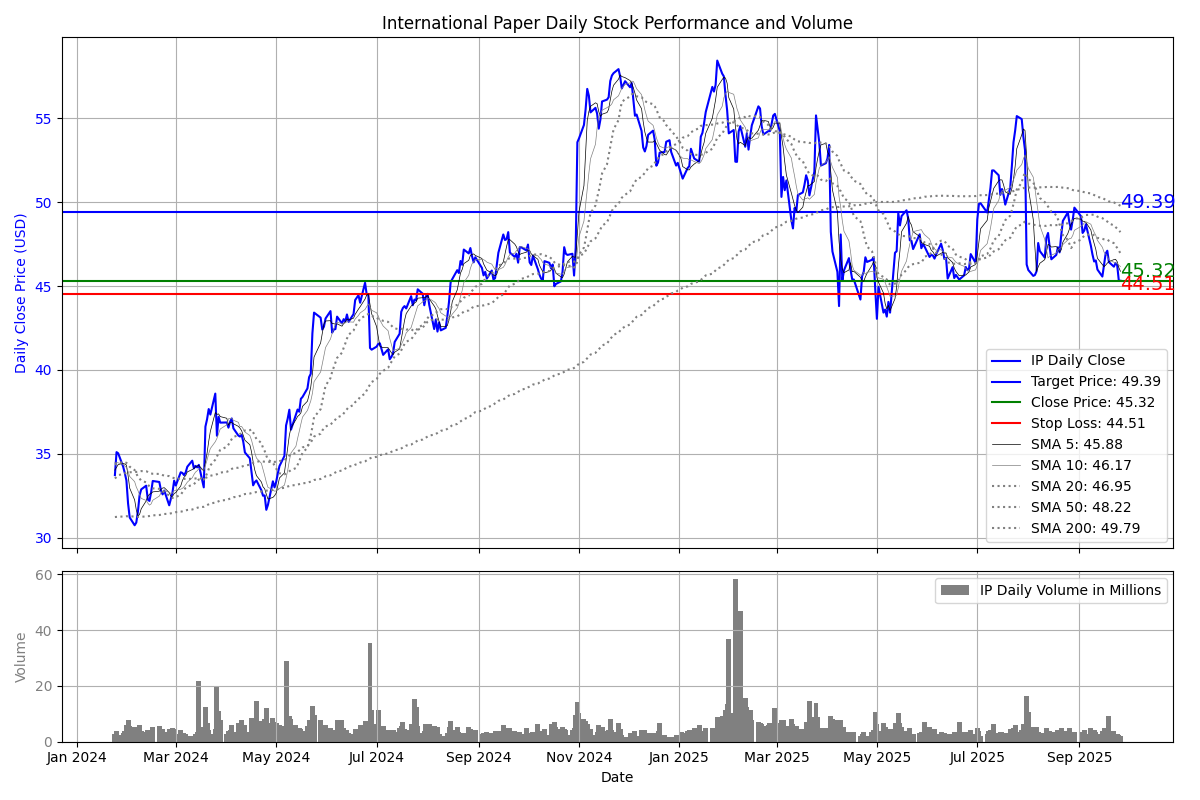 International Paper Daily Stock Performance and Volume
Daily Close Price (USD)
55
50
45
40
35
30
49.39
45.32
44.51
IP Daily Close
Target Price: 49.39
Close Price: 45.32
Stop Loss: 44.51
SMA 5: 45.88
SMA 10: 46.17
SMA 20: 46.95
SMA 50: 48.22
SMA 200: 49.79
Volume
60
40
20
0
IP Daily Volume in Millions
Jan 2024 Mar 2024 May 2024 Jul 2024 Sep 2024 Nov 2024 Jan 2025 Mar 2025 May 2025 Jul 2025 Sep 2025
Date